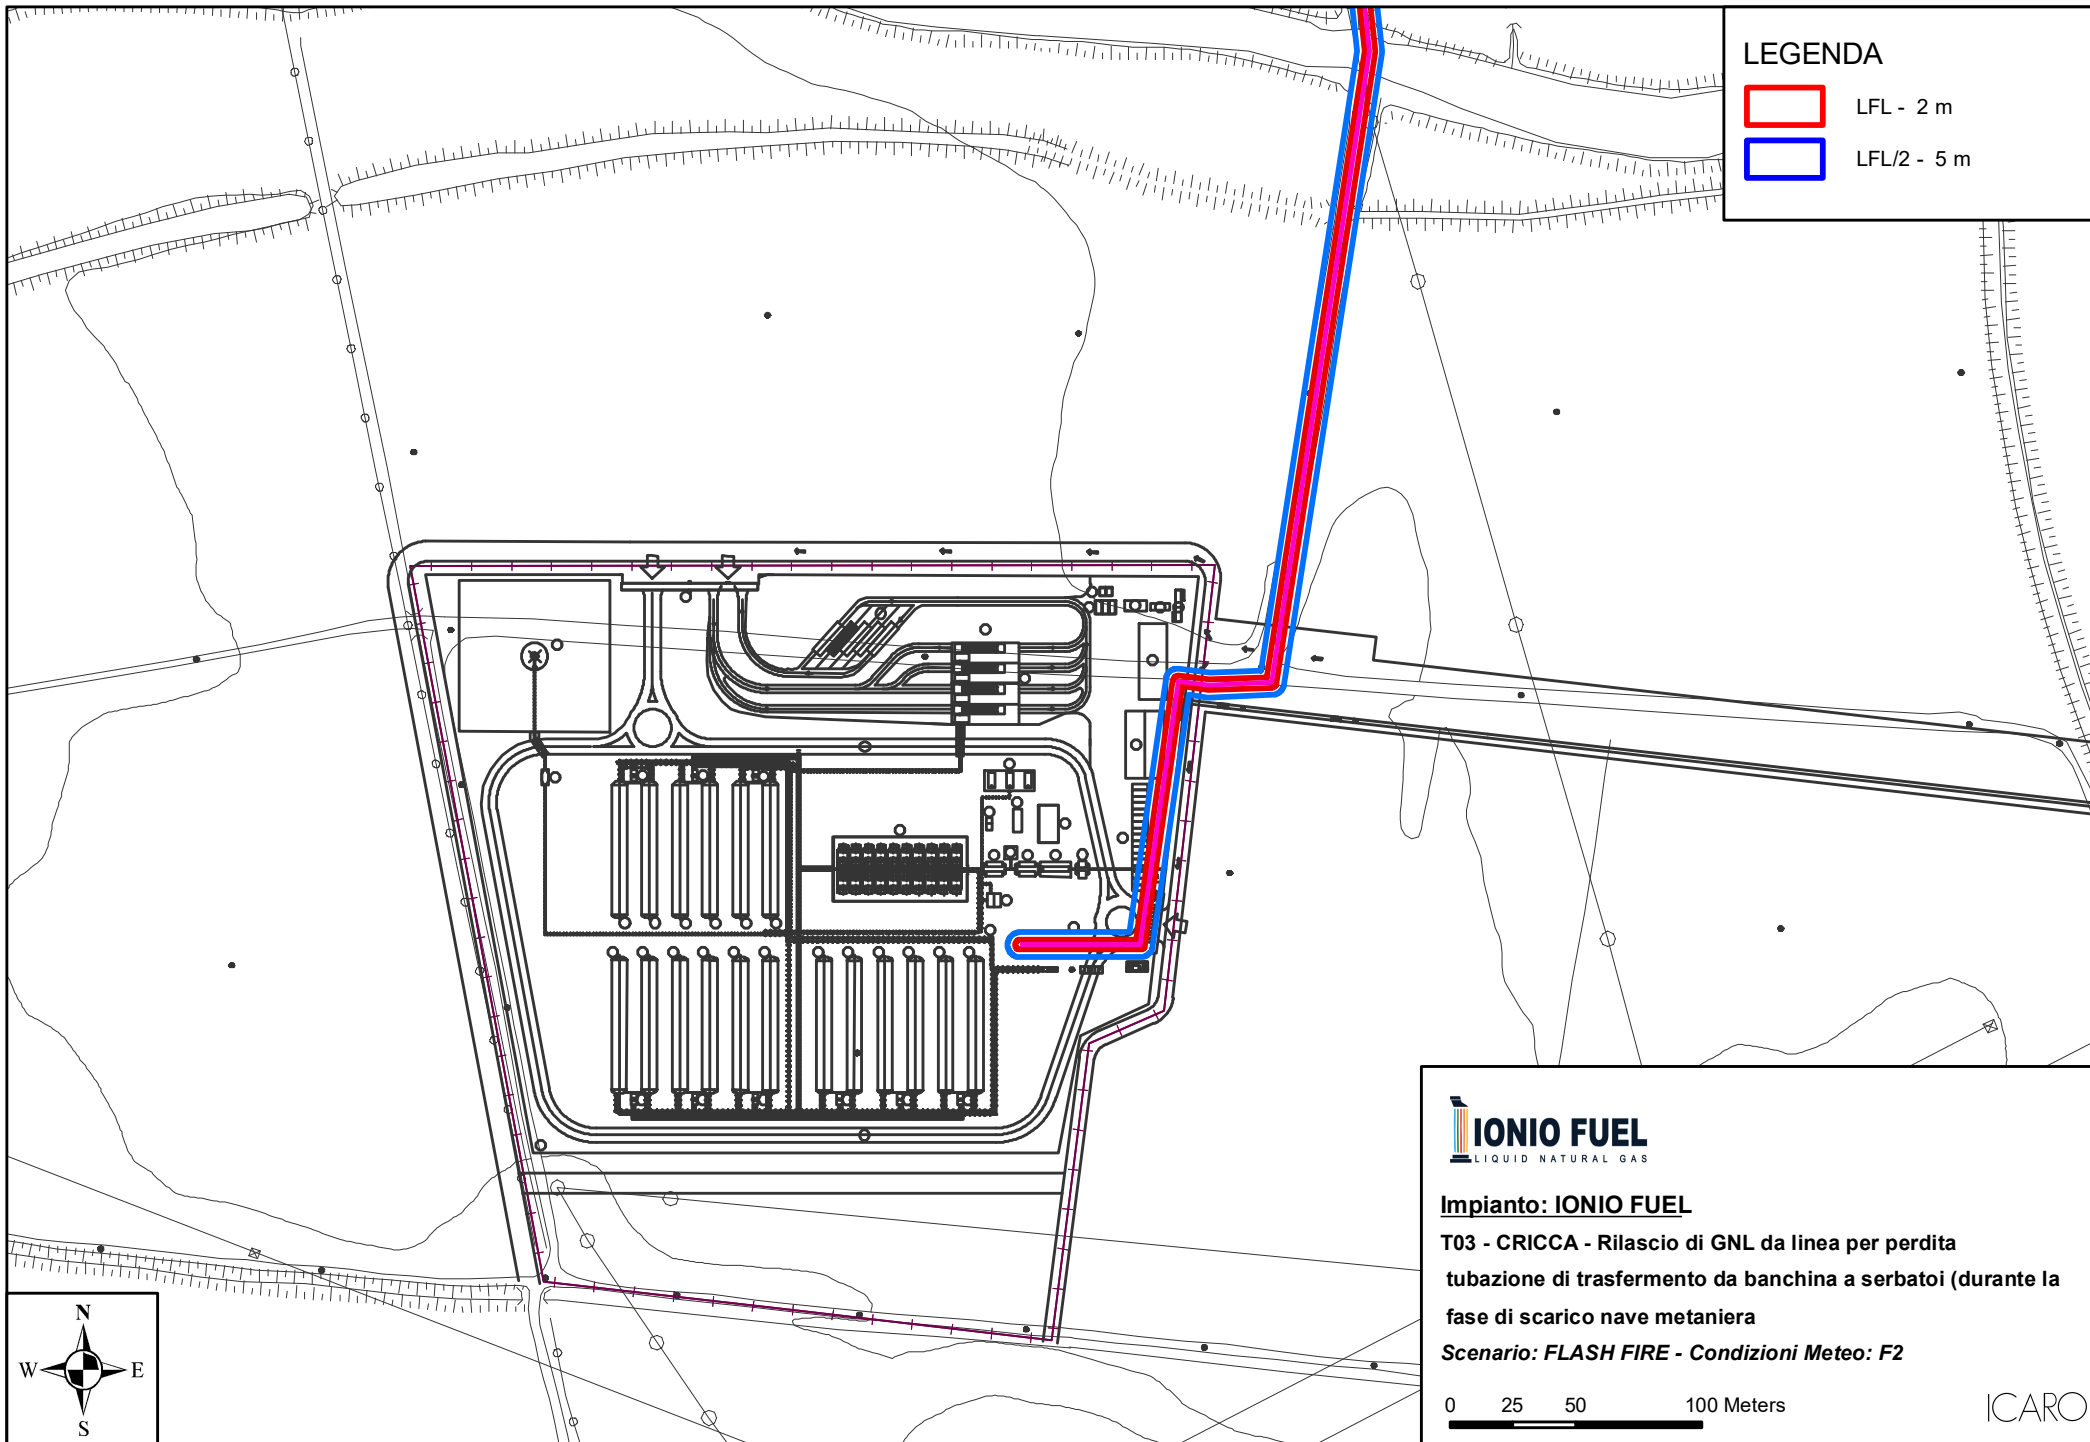 LEGENDA
LFL - 2 m
LFL/2 - 5 m
IONIO FUEL
LIQUID NATURAL GAS
Impianto: IONIO FUEL
T03 - CRICCA - Rilascio di GNL da linea per perdita
tubazione di trasfermento da banchina a serbatoi (durante la
fase di scarico nave metaniera
Scenario: FLASH FIRE - Condizioni Meteo: F2
0 25 50 100 Meters
ICARO
N
W E
S